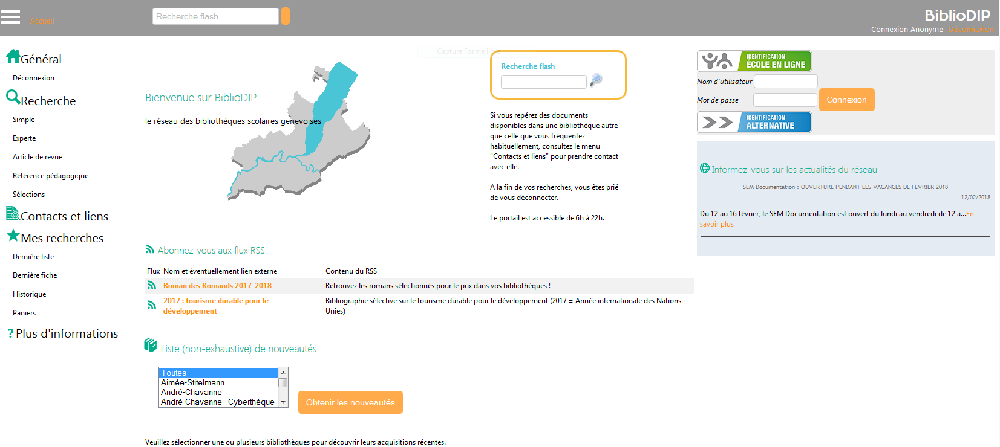 Accueil
Recherche flash
BiblioDIP
Connexion Anonyme Déconnexion
Général
Déconnexion
Recherche
Simple
Experte
Article de revue
Référence pédagogique
Sélections
Contacts et liens
Mes recherches
Dernière liste
Dernière fiche
Historique
Paniers
? Plus d'informations
Bienvenue sur BiblioDIP
le réseau des bibliothèques scolaires genevoises
Capture Forme libre
Recherche flash
Si vous repérez des documents
disponibles dans une bibliothèque autre
que celle que vous fréquentez
habituellement, consultez le menu
"Contacts et liens" pour prendre contact
avec elle.
A la fin de vos recherches, vous êtes prié
de vous déconnecter.
Le portail est accessible de 6h à 22h.
IDENTIFICATION
ÉCOLE EN LIGNE
Nom d'utilisateur
Mot de passe
Connexion
IDENTIFICATION
ALTERNATIVE
Informez-vous sur les actualités du réseau
SEM Documentation : OUVERTURE PENDANT LES VACANCES DE FEVRIER 2018
12/02/2018
Du 12 au 16 février, le SEM Documentation est ouvert du lundi au vendredi de 12 à...En
savoir plus
Abonnez-vous aux flux RSS
Flux Nom et éventuellement lien externe Contenu du RSS
Roman des Romands 2017-2018 Retrouvez les romans sélectionnés pour le prix dans vos bibliothèques !
2017 : tourisme durable pour le
développement
Bibliographie sélective sur le tourisme durable pour le développement (2017 = Année internationale des Nations-
Unies)
Liste (non-exhaustive) de nouveautés
Toutes
Aimée-Stitelmann
André-Chavanne
André-Chavanne - Cyberthèque
Obtenir les nouveautés
Veuillez sélectionner une ou plusieurs bibliothèques pour découvrir leurs acquisitions récentes.